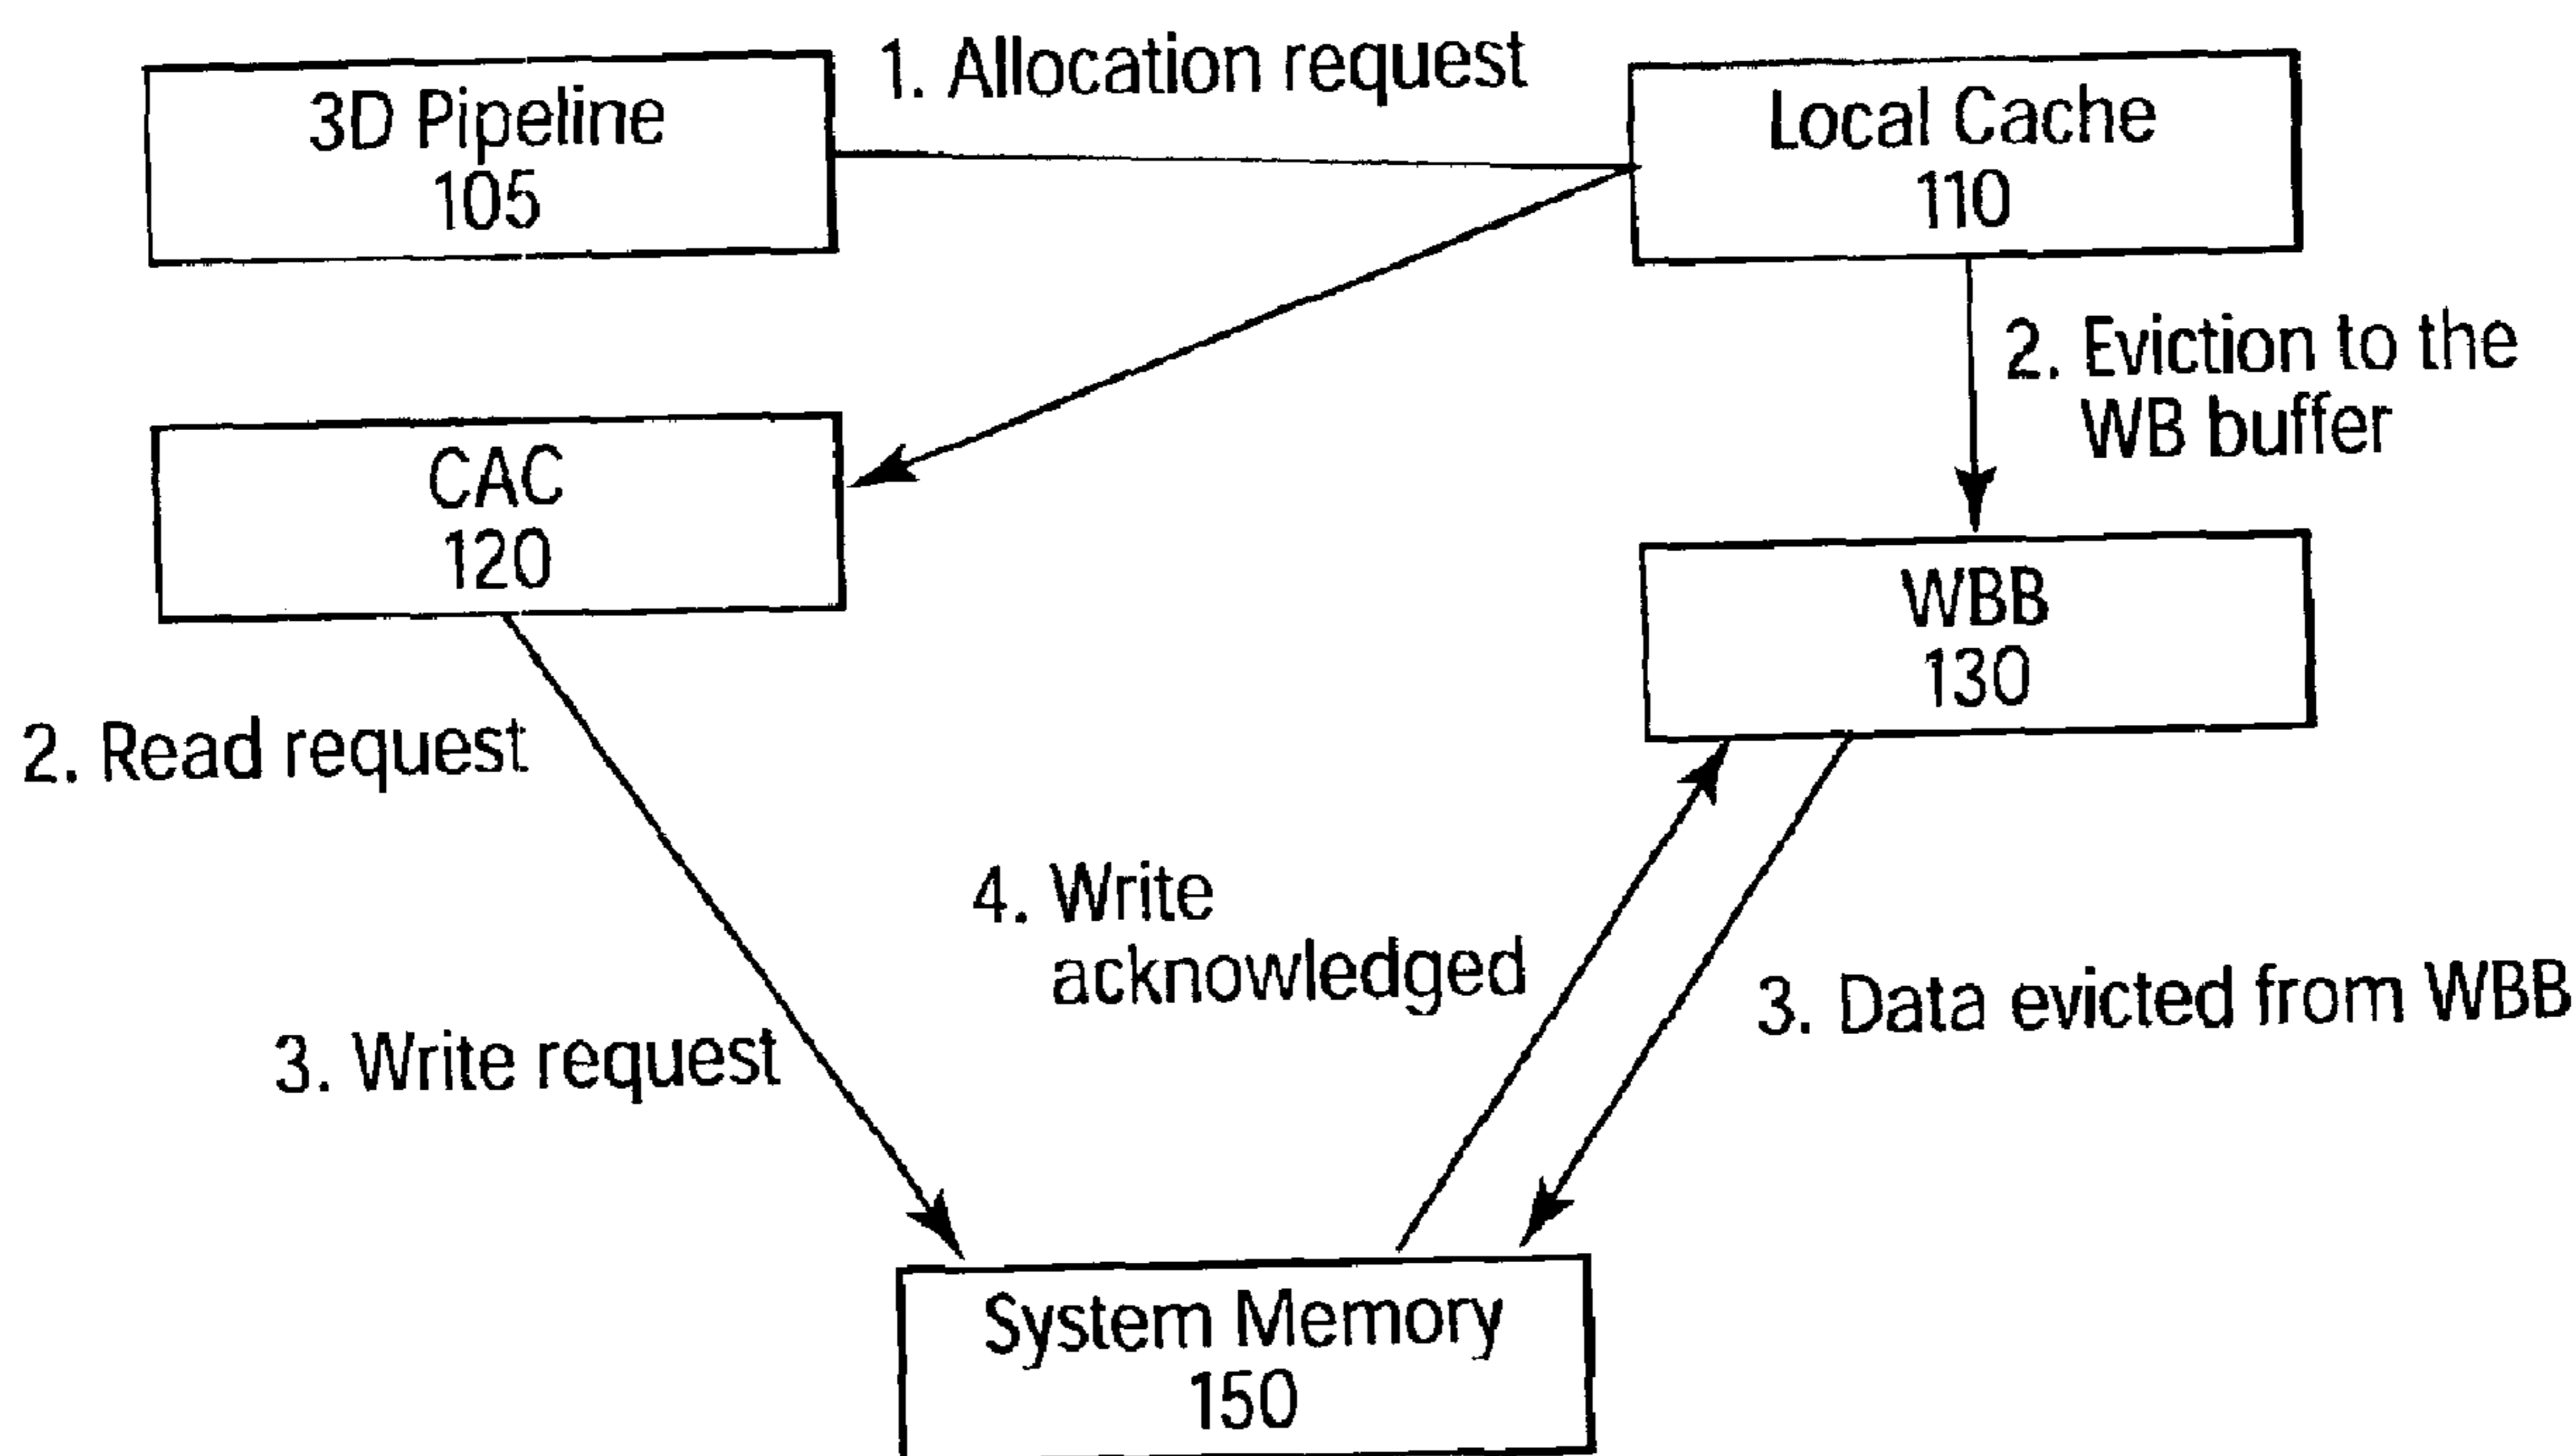 1. Allocation request
3D Pipeline
105
Local Cache
110
2. Eviction to the
WB buffer
CAC
120
WBB
130
2. Read request
4. Write
acknowledged
3. Data evicted from WBB
3. Write request
System Memory
150